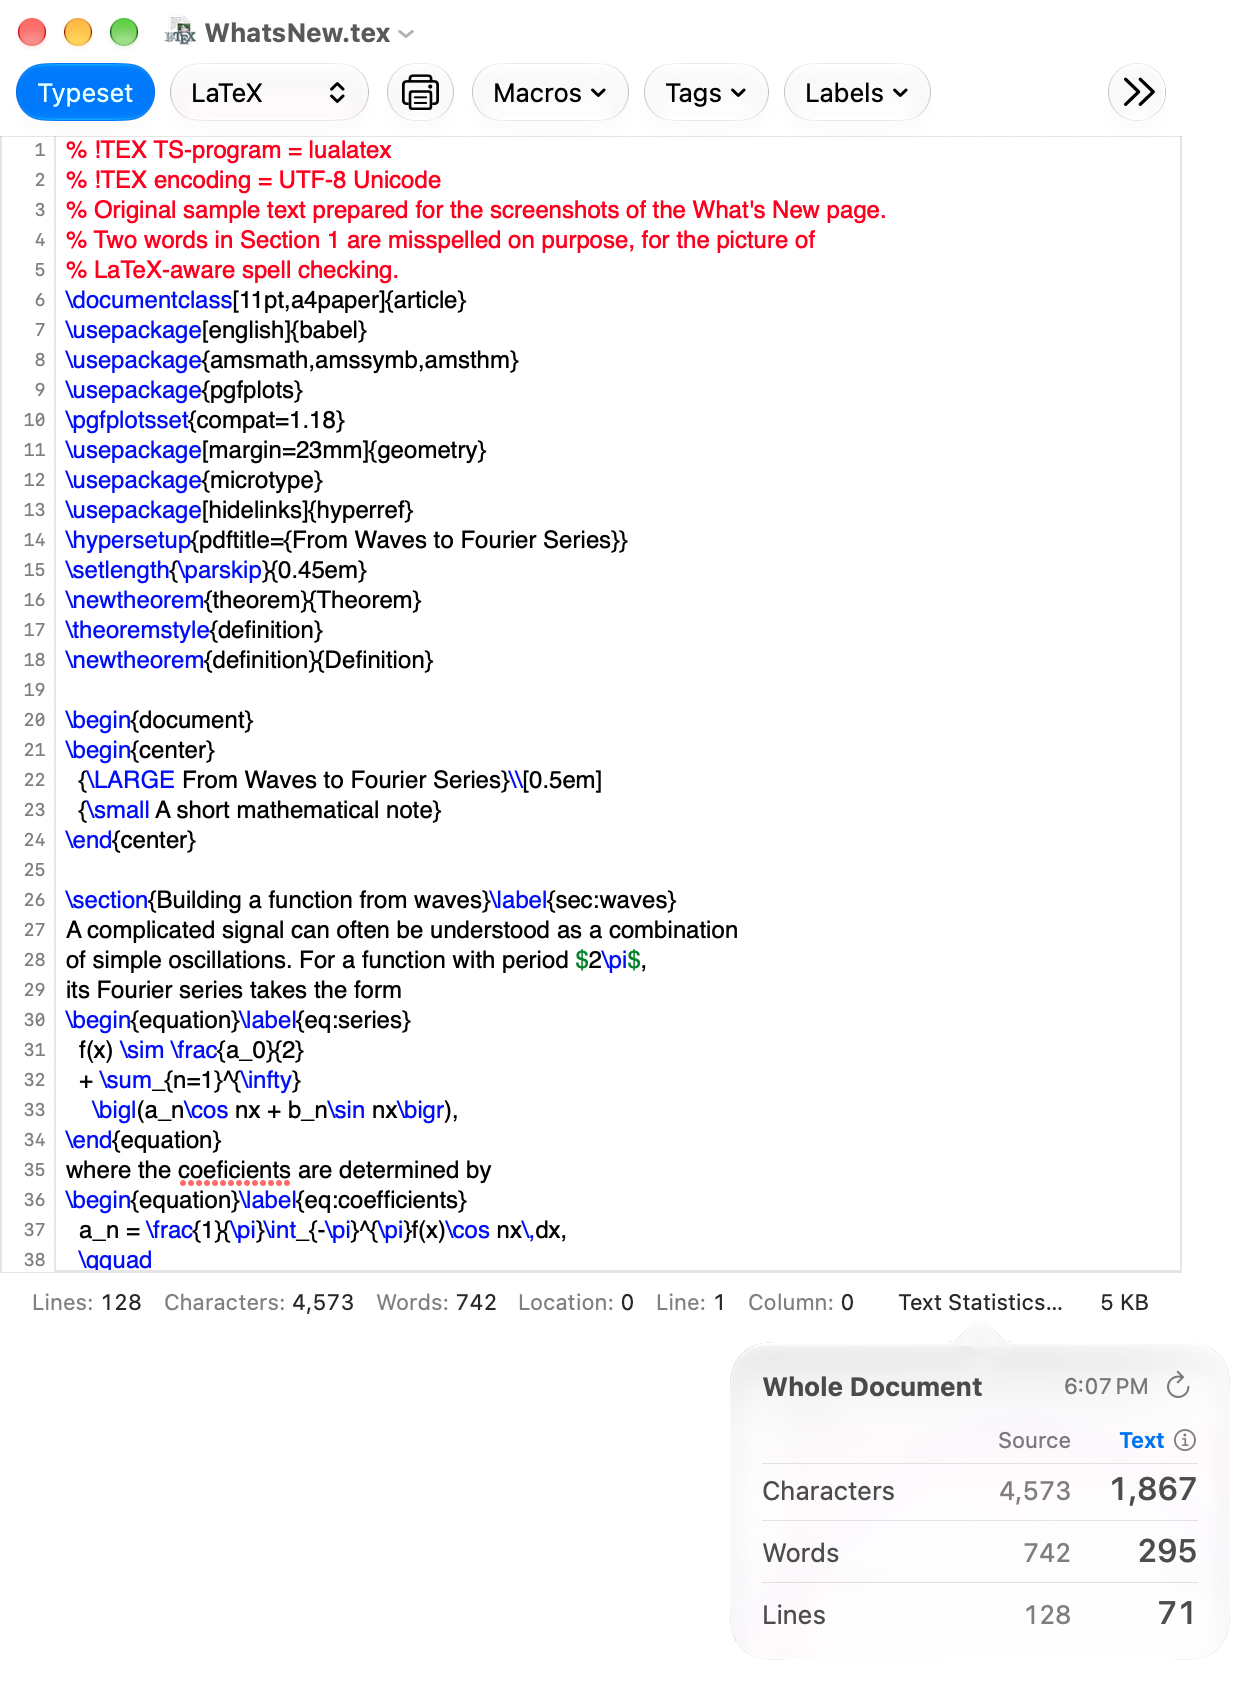 WhatsNew.tex
Typeset LaTeX Macros Tags Labels
1 % !TEX TS-program = lualatex
2 % !TEX encoding = UTF-8 Unicode
3 % Original sample text prepared for the screenshots of the What's New page.
4 % Two words in Section 1 are misspelled on purpose, for the picture of
5 % LaTeX-aware spell checking.
6 \documentclass[11pt,a4paper]{article}
7 \usepackage[english]{babel}
8 \usepackage{amsmath,amssymb,amsthm}
9 \usepackage{pgfplots}
10 \pgfplotsset{compat=1.18}
11 \usepackage[margin=23mm]{geometry}
12 \usepackage{microtype}
13 \usepackage[hidelinks]{hyperref}
14 \hypersetup{pdftitle={From Waves to Fourier Series}}
15 \setlength{\parskip}{0.45em}
16 \newtheorem{theorem}{Theorem}
17 \theoremstyle{definition}
18 \newtheorem{definition}{Definition}
19
20 \begin{document}
21 \begin{center}
22   {\LARGE From Waves to Fourier Series}\\[0.5em]
23   {\small A short mathematical note}
24 \end{center}
25
26 \section{Building a function from waves}\label{sec:waves}
27 A complicated signal can often be understood as a combination
28 of simple oscillations. For a function with period $2\pi$,
29 its Fourier series takes the form
30 \begin{equation}\label{eq:series}
31   f(x) \sim \frac{a_0}{2}
32   + \sum_{n=1}^{\infty}
33     \bigl(a_n\cos nx + b_n\sin nx\bigr),
34 \end{equation}
35 where the coeficients are determined by
36 \begin{equation}\label{eq:coefficients}
37   a_n = \frac{1}{\pi}\int_{-\pi}^{\pi}f(x)\cos nx\,dx,
38   \qquad
Lines: 128 Characters: 4,573 Words: 742 Location: 0 Line: 1 Column: 0 Text Statistics... 5 KB
Whole Document 6:07 PM
Source Text
Characters 4,573 1,867
Words 742 295
Lines 128 71